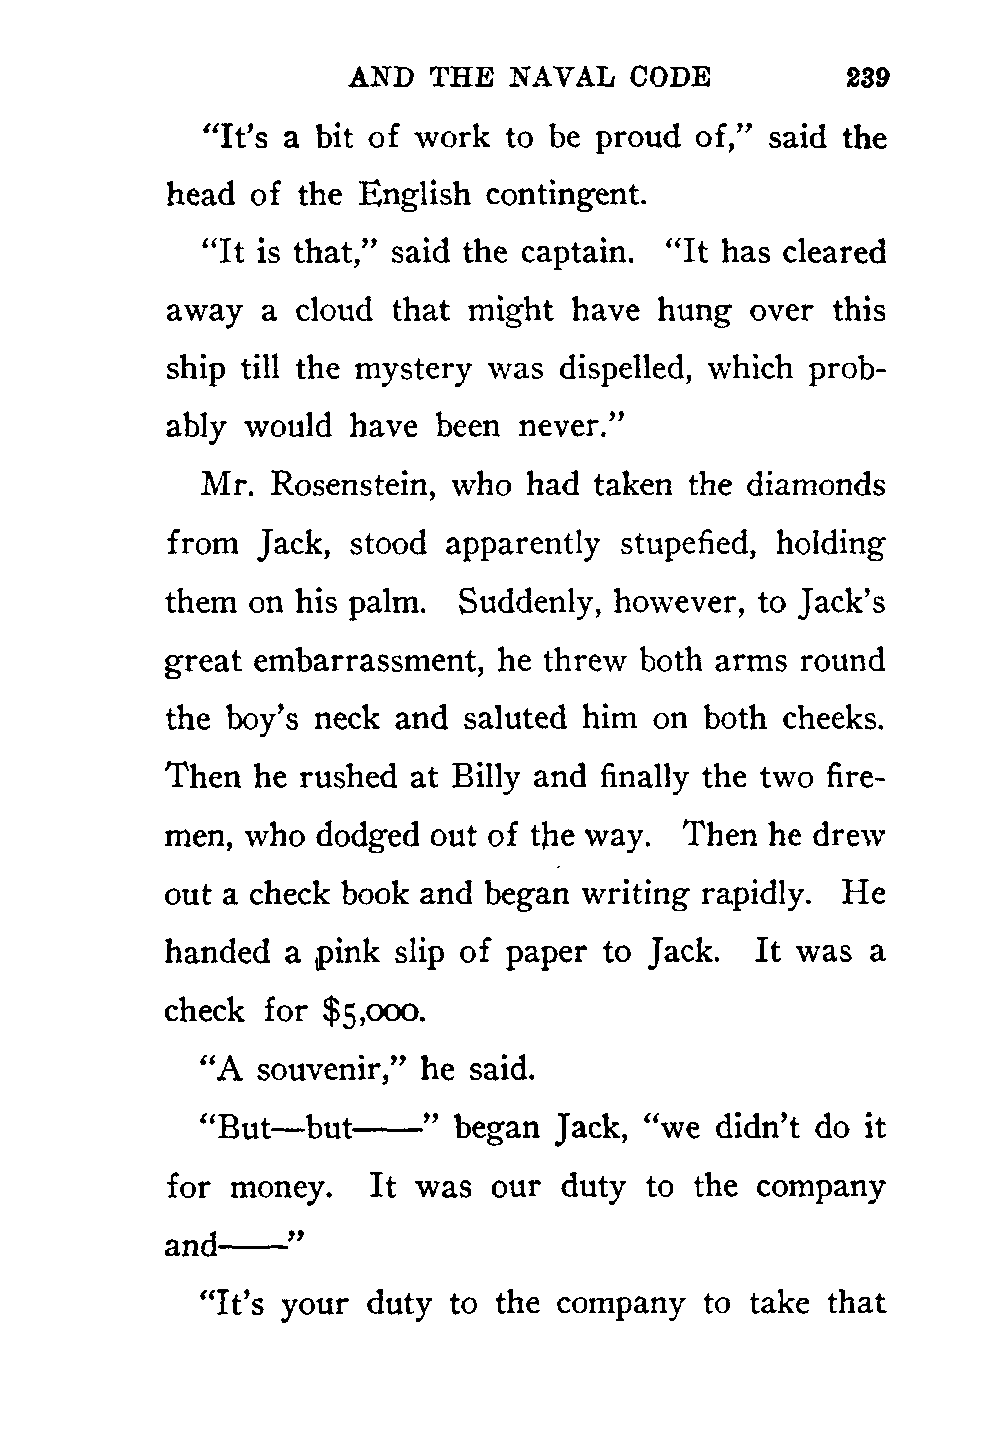 AND THE NAVAL CODE 239
“It’s a bit of work to be proud of,” said the
head of the English contingent.
“It is that,” said the captain. “It has cleared
away a cloud that might have hung over this
ship till the mystery was dispelled, which prob-
ably would have been never.”
Mr. Rosenstein, who had taken the diamonds
from Jack, stood apparently stupefied, holding
them on his palm. Suddenly, however, to Jack’s
great embarrassment, he threw both arms round
the boy’s neck and saluted him on both cheeks.
Then he rushed at Billy and finally the two fire-
men, who dodged out of the way. Then he drew
out a check book and began writing rapidly. He
handed a pink slip of paper to Jack. It was a
check for $5,000.
“A souvenir,” he said.
“But—but——” began Jack, “we didn’t do it
for money. It was our duty to the company
and——”
“It’s your duty to the company to take that